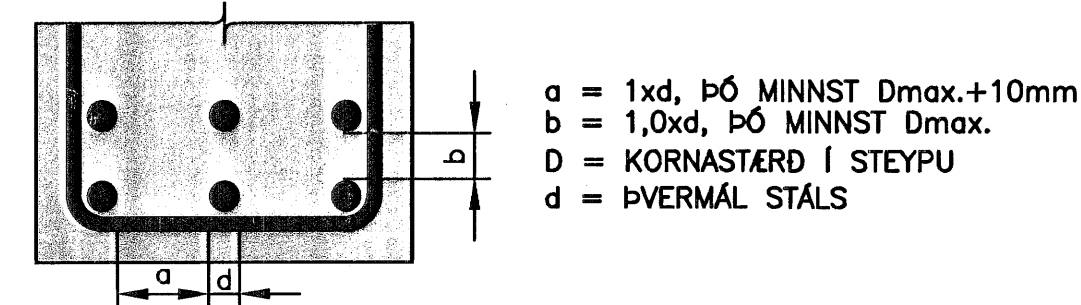 a = 1xd, ÞÓ MINNST Dmax.+10mm
b = 1,0xd, ÞÓ MINNST Dmax.
D = KORNASTÆRÐ Í STEYPU
d = ÞVERMÁL STÁLS
b
a d